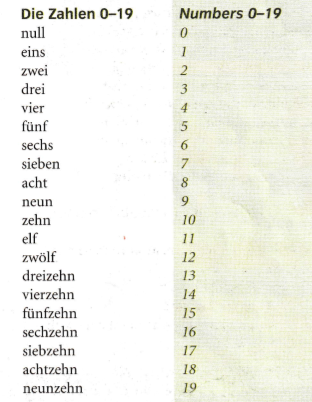 Die Zahlen 0–19 Numbers 0–19
null 0
eins 1
zwei 2
drei 3
vier 4
fünf 5
sechs 6
sieben 7
acht 8
neun 9
zehn 10
elf 11
zwölf 12
dreizehn 13
vierzehn 14
fünfzehn 15
sechzehn 16
siebzehn 17
achtzehn 18
neunzehn 19